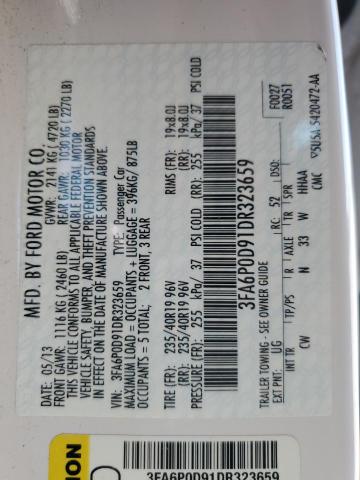 MFD. BY FORD MOTOR CO.
DATE: 05/13 GVWR: 2141 KG ( 4720 LB)
FRONT GAWR: 1116 KG ( 2460 LB) REAR GAWR: 1030 KG ( 2270 LB)
THIS VEHICLE CONFORMS TO ALL APPLICABLE FEDERAL MOTOR
VEHICLE SAFETY, BUMPER, AND THEFT PREVENTION STANDARDS
IN EFFECT ON THE DATE OF MANUFACTURE SHOWN ABOVE.
VIN: 3FA6P0D91DR323659 TYPE: Passenger Car
MAXIMUM LOAD = OCCUPANTS + LUGGAGE = 396KG/ 875LB
OCCUPANTS = 5 TOTAL; 2 FRONT, 3 REAR
TIRE (FR): 235/40R19 96V RIMS (FR): 19x8.0J
TIRE (RR): 235/40R19 96V (RR): 19x8.0J
PRESSURE (FR): 255 kPa/ 37 PSI COLD (RR): 255 kPa/ 37 PSI COLD
3FA6P0D91DR323659
F0027
R0051
TRAILER TOWING - SEE OWNER GUIDE
EXT PNT: UG RC: 52 DSO:
INT TR TP/PS R AXLE TR SPR
CW N 33 W HHAA
CMC 5U5A-5420472-AA
3FA6P0D91DR323659